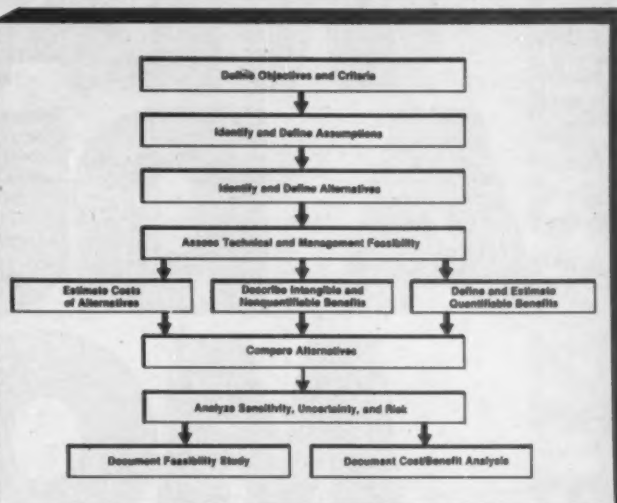 Define Objectives and Criteria
Identify and Define Assumptions
Identify and Define Alternatives
Assess Technical and Management Feasibility
Estimate Costs
of Alternatives
Describe Intangible and
Nonquantifiable Benefits
Define and Estimate
Quantifiable Benefits
Compare Alternatives
Analyze Sensitivity, Uncertainty, and Risk
Document Feasibility Study
Document Cost/Benefit Analysis